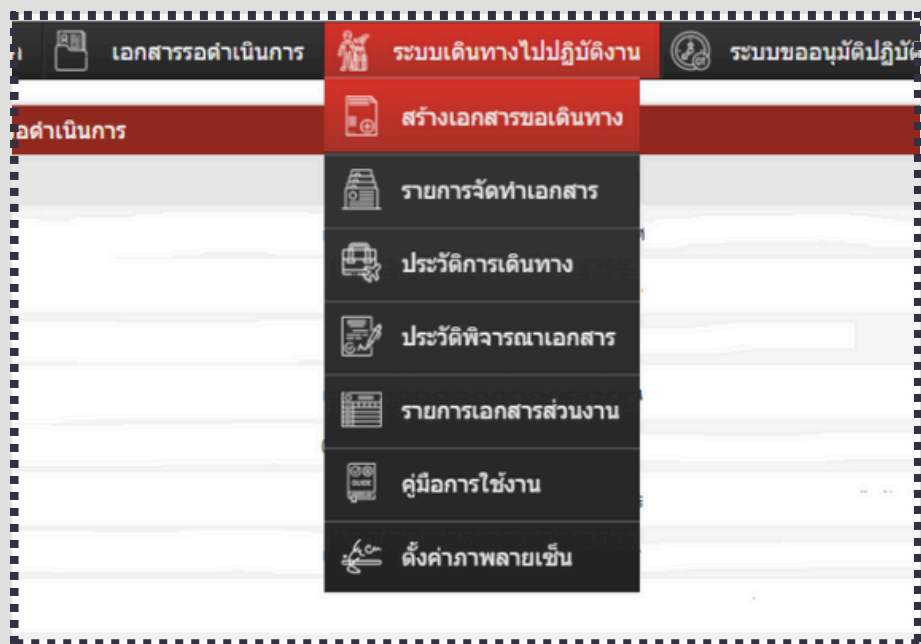 เอกสารรอดำเนินการ ระบบเดินทางไปปฏิบัติงาน ระบบขออนุมัติปฏิบัติ
อดำเนินการ
สร้างเอกสารขอเดินทาง
รายการจัดทำเอกสาร
ประวัติการเดินทาง
ประวัติพิจารณาเอกสาร
รายการเอกสารส่วนงาน
GUIDE คู่มือการใช้งาน
ตั้งค่าภาพลายเซ็น